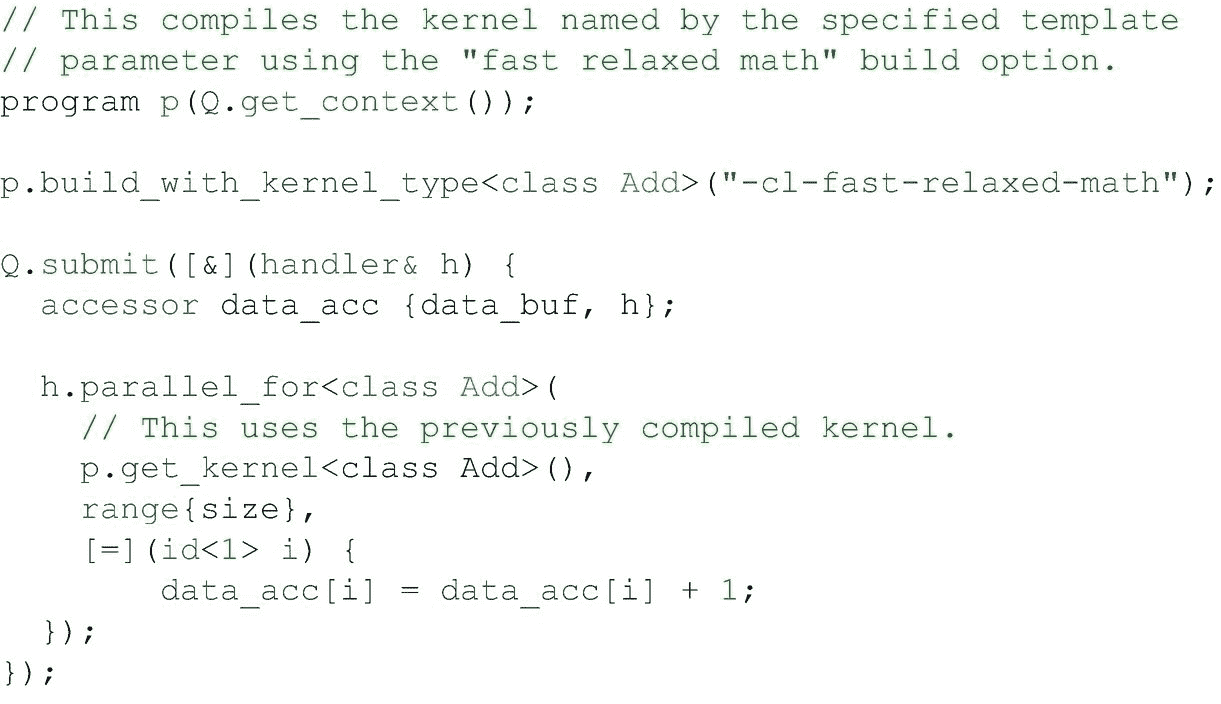 // This compiles the kernel named by the specified template
// parameter using the "fast relaxed math" build option.
program p(Q.get_context());

p.build_with_kernel_type<class Add>("-cl-fast-relaxed-math");

Q.submit([&](handler& h) {
  accessor data_acc {data_buf, h};

  h.parallel_for<class Add>(
    // This uses the previously compiled kernel.
    p.get_kernel<class Add>(),
    range{size},
    [=](id<1> i) {
        data_acc[i] = data_acc[i] + 1;
  });
});